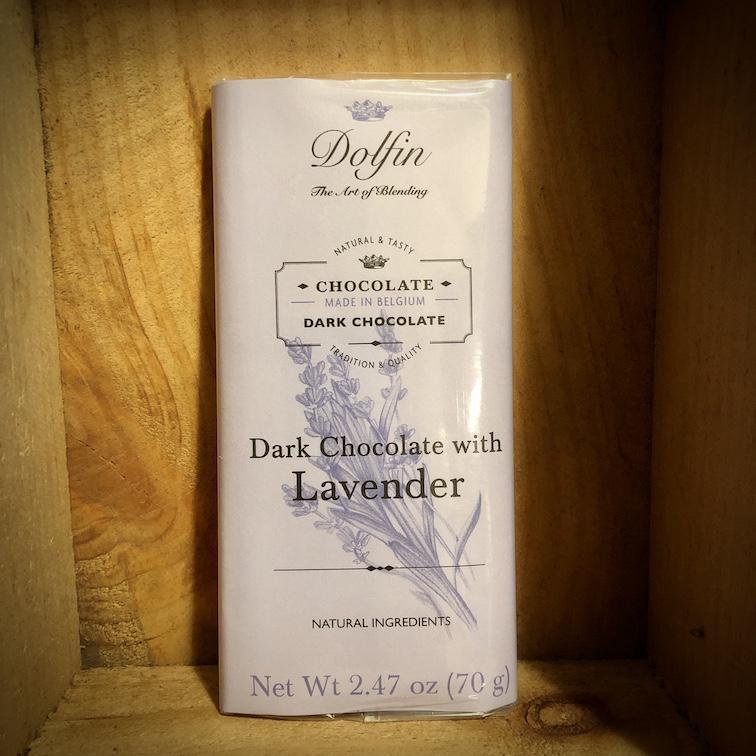 Dolfin
The Art of Blending
NATURAL & TASTY
CHOCOLATE
MADE IN BELGIUM
DARK CHOCOLATE
TRADITION & QUALITY
Dark Chocolate with
Lavender
NATURAL INGREDIENTS
Net Wt 2.47 oz (70 g)